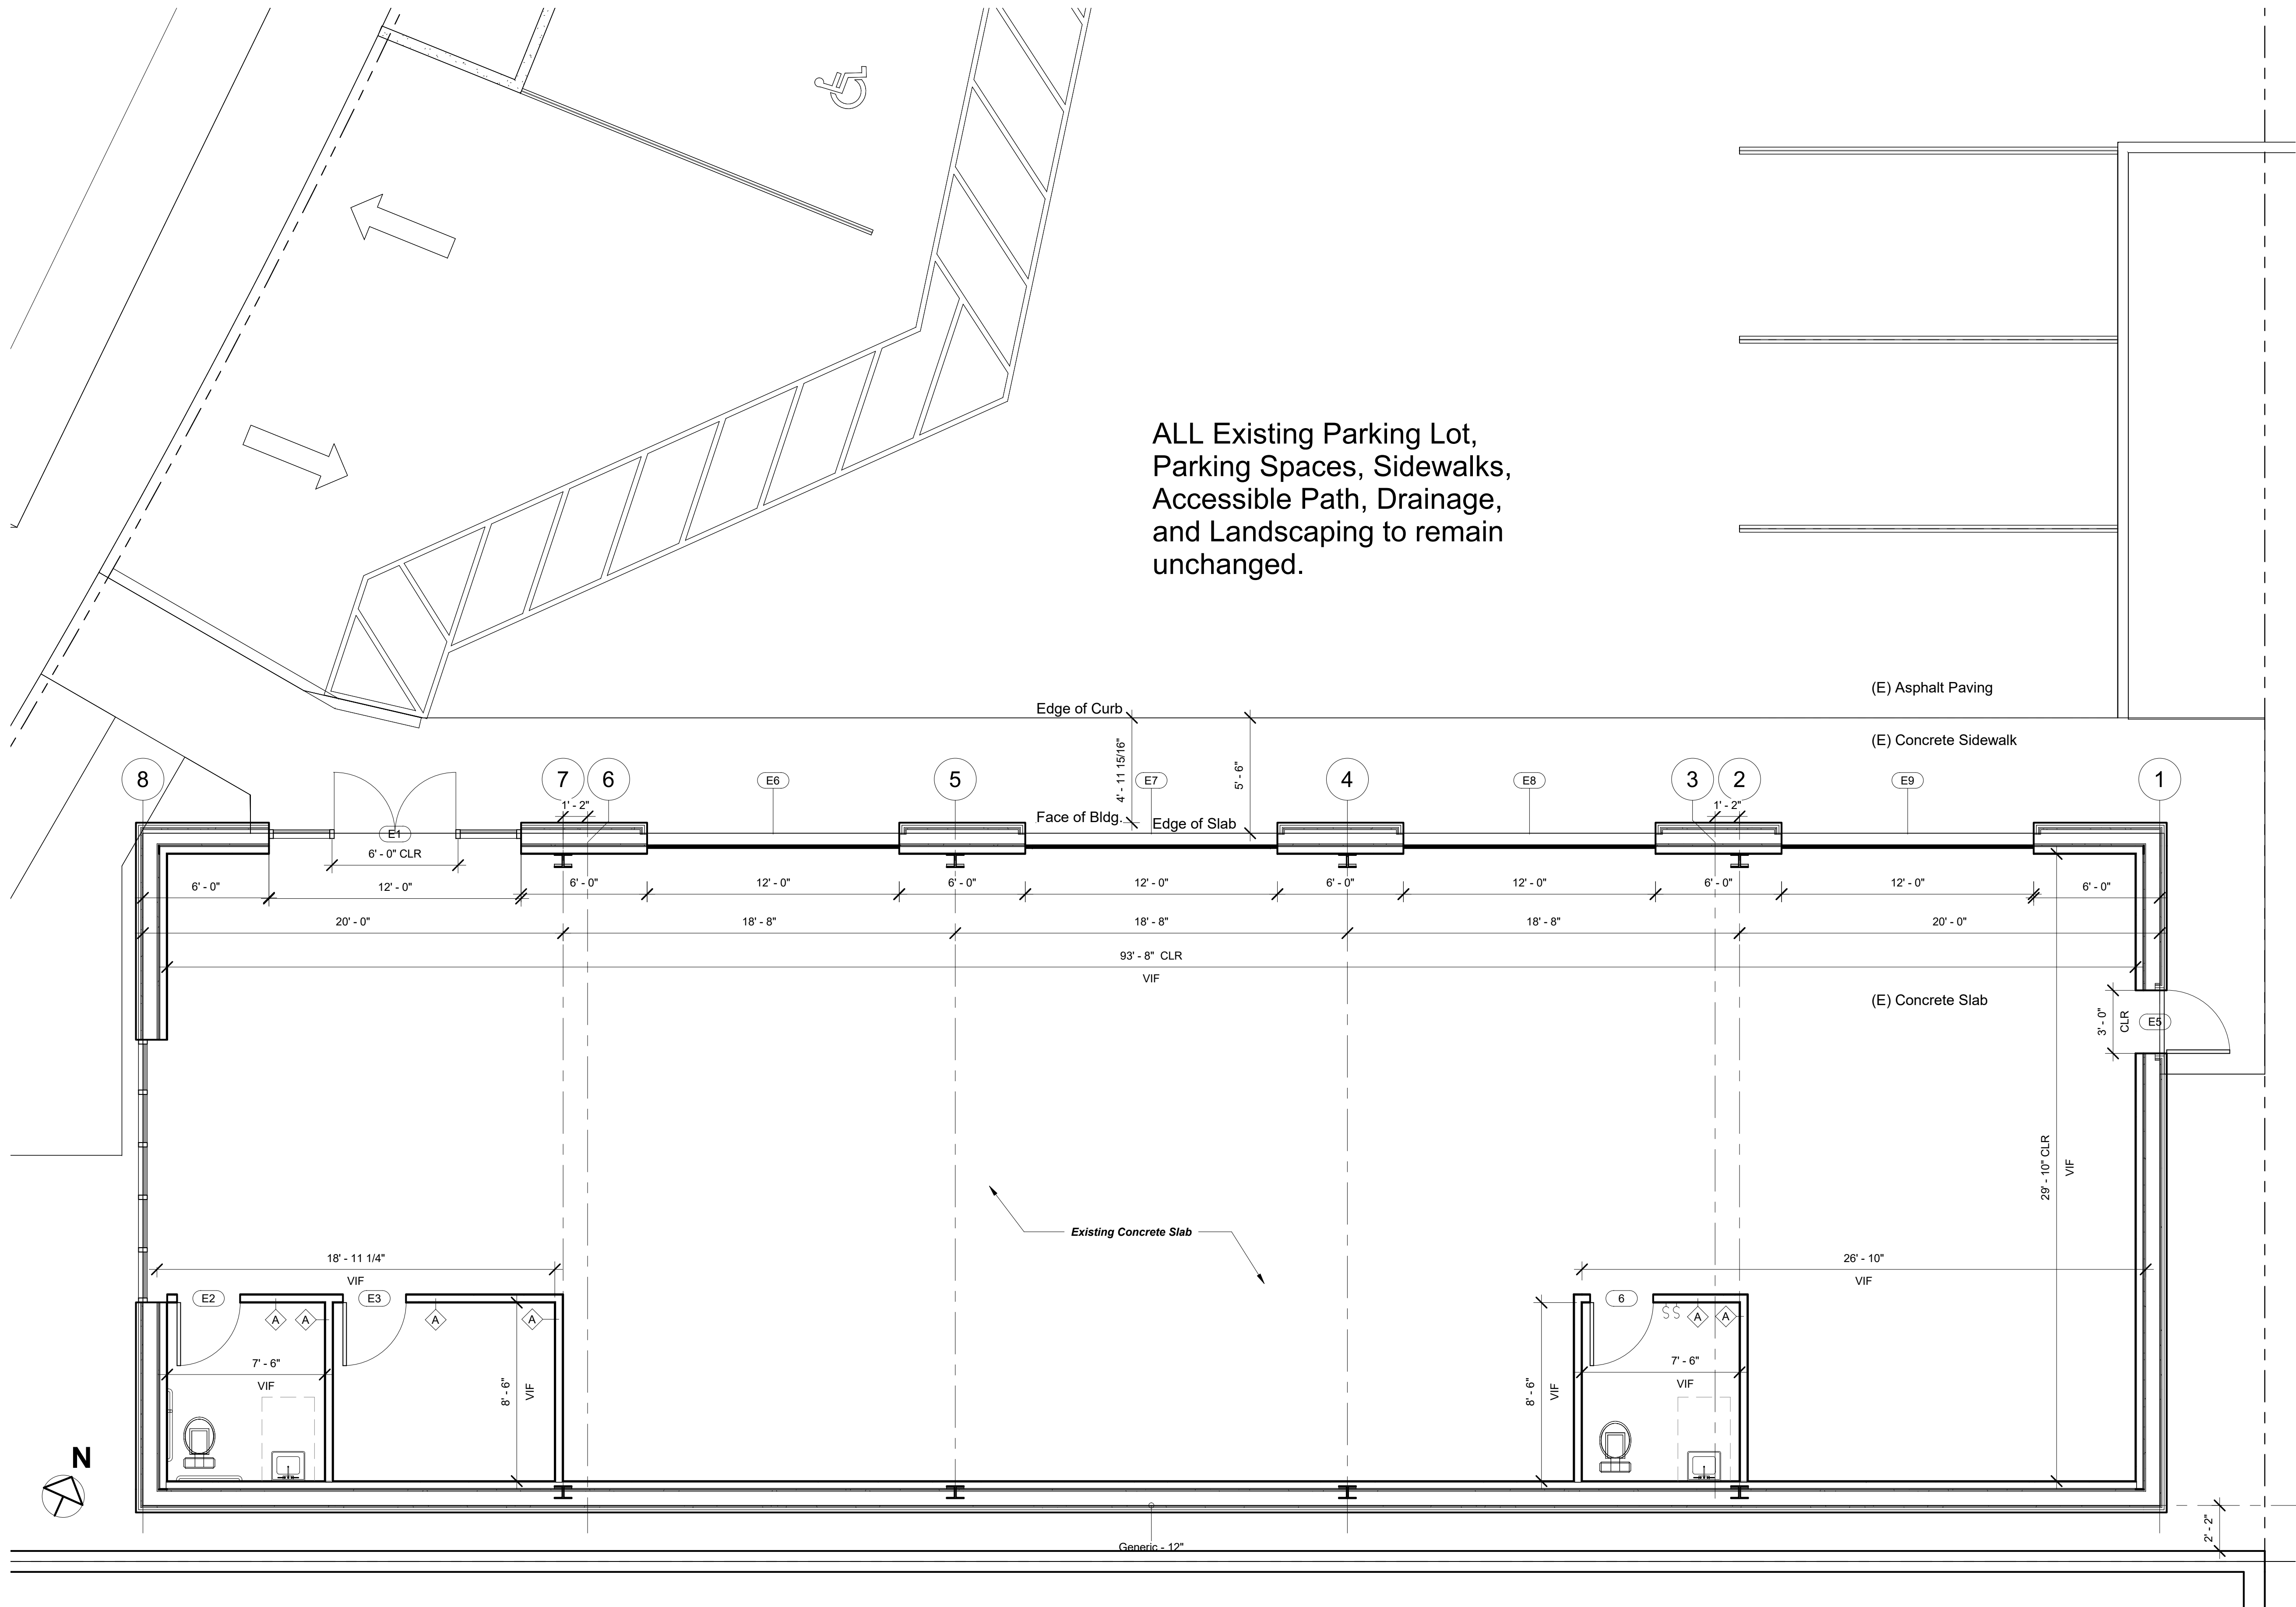 ALL Existing Parking Lot,
Parking Spaces, Sidewalks,
Accessible Path, Drainage,
and Landscaping to remain
unchanged.
(E) Asphalt Paving
Edge of Curb
(E) Concrete Sidewalk
4' - 11 15/16"
5' - 6"
8
7
6
E6
5
E7
4
E8
3
2
E9
1
1' - 2"
1' - 2"
Face of Bldg.
Edge of Slab
E1
6' - 0" CLR
6' - 0"
12' - 0"
6' - 0"
12' - 0"
6' - 0"
12' - 0"
6' - 0"
12' - 0"
6' - 0"
12' - 0"
6' - 0"
20' - 0"
18' - 8"
18' - 8"
18' - 8"
20' - 0"
93' - 8" CLR
VIF
(E) Concrete Slab
3' - 0"
CLR
E5
29' - 10" CLR
VIF
Existing Concrete Slab
18' - 11 1/4"
VIF
26' - 10"
VIF
E2
E3
6
A
A
A
A
A
A
7' - 6"
VIF
8' - 6"
VIF
8' - 6"
VIF
7' - 6"
VIF
N
Generic - 12"
2' - 2"